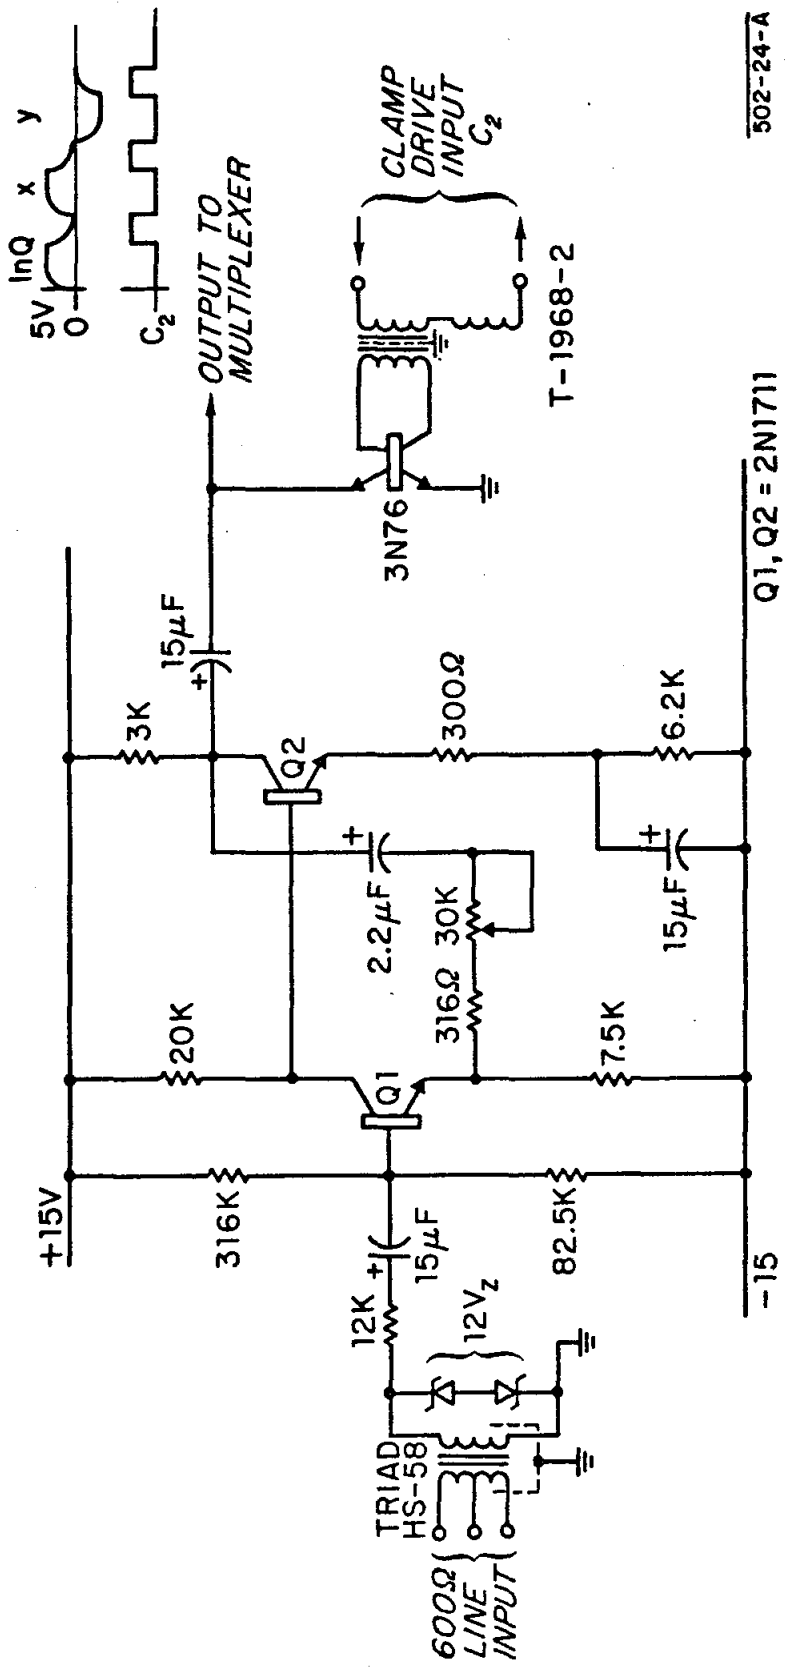 +15V
316K
20K
3K
15μF
+
OUTPUT TO
MULTIPLEXER
5V
0
lnQ
x
y
C₂
TRIAD
HS-58
600Ω
LINE
INPUT
12K
+
15μF
12V_Z
82.5K
Q1
316Ω
30K
2.2μF
+
7.5K
Q2
300Ω
6.2K
15μF
+
3N76
CLAMP
DRIVE
INPUT
C₂
T-1968-2
-15
Q1, Q2 = 2N1711
502-24-A